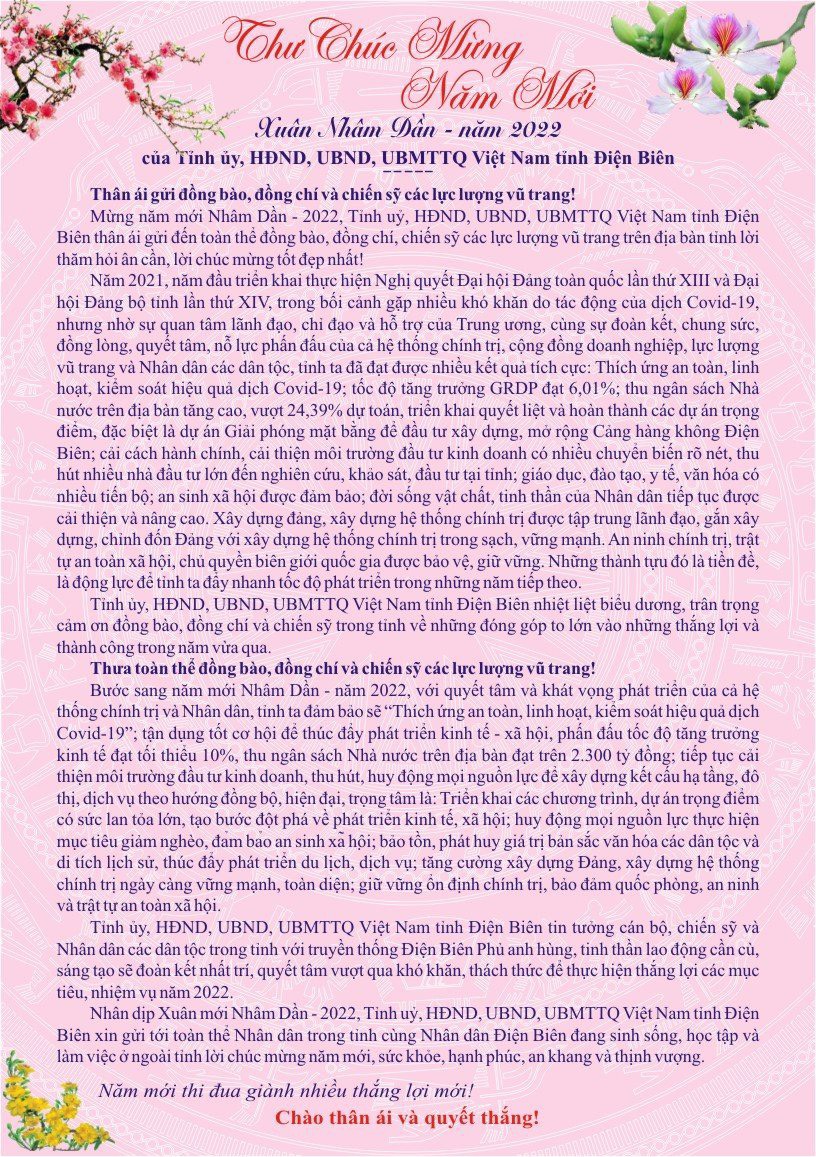 Thư Chúc Mừng
Năm Mới
Xuân Nhâm Dần - năm 2022
của Tỉnh ủy, HĐND, UBND, UBMTTQ Việt Nam tỉnh Điện Biên
-----
Thân ái gửi đồng bào, đồng chí và chiến sỹ các lực lượng vũ trang!
Mừng năm mới Nhâm Dần - 2022, Tỉnh uỷ, HĐND, UBND, UBMTTQ Việt Nam tỉnh Điện
Biên thân ái gửi đến toàn thể đồng bào, đồng chí, chiến sỹ các lực lượng vũ trang trên địa bàn tỉnh lời
thăm hỏi ân cần, lời chúc mừng tốt đẹp nhất!
Năm 2021, năm đầu triển khai thực hiện Nghị quyết Đại hội Đảng toàn quốc lần thứ XIII và Đại
hội Đảng bộ tỉnh lần thứ XIV, trong bối cảnh gặp nhiều khó khăn do tác động của dịch Covid-19,
nhưng nhờ sự quan tâm lãnh đạo, chỉ đạo và hỗ trợ của Trung ương, cùng sự đoàn kết, chung sức,
đồng lòng, quyết tâm, nỗ lực phấn đấu của cả hệ thống chính trị, cộng đồng doanh nghiệp, lực lượng
vũ trang và Nhân dân các dân tộc, tỉnh ta đã đạt được nhiều kết quả tích cực: Thích ứng an toàn, linh
hoạt, kiểm soát hiệu quả dịch Covid-19; tốc độ tăng trưởng GRDP đạt 6,01%; thu ngân sách Nhà
nước trên địa bàn tăng cao, vượt 24,39% dự toán, triển khai quyết liệt và hoàn thành các dự án trọng
điểm, đặc biệt là dự án Giải phóng mặt bằng để đầu tư xây dựng, mở rộng Cảng hàng không Điện
Biên; cải cách hành chính, cải thiện môi trường đầu tư kinh doanh có nhiều chuyển biến rõ nét, thu
hút nhiều nhà đầu tư lớn đến nghiên cứu, khảo sát, đầu tư tại tỉnh; giáo dục, đào tạo, y tế, văn hóa có
nhiều tiến bộ; an sinh xã hội được đảm bảo; đời sống vật chất, tinh thần của Nhân dân tiếp tục được
cải thiện và nâng cao. Xây dựng đảng, xây dựng hệ thống chính trị được tập trung lãnh đạo, gắn xây
dựng, chỉnh đốn Đảng với xây dựng hệ thống chính trị trong sạch, vững mạnh. An ninh chính trị, trật
tự an toàn xã hội, chủ quyền biên giới quốc gia được bảo vệ, giữ vững. Những thành tựu đó là tiền đề,
là động lực để tỉnh ta đẩy nhanh tốc độ phát triển trong những năm tiếp theo.
Tỉnh ủy, HĐND, UBND, UBMTTQ Việt Nam tỉnh Điện Biên nhiệt liệt biểu dương, trân trọng
cảm ơn đồng bào, đồng chí và chiến sỹ trong tỉnh về những đóng góp to lớn vào những thắng lợi và
thành công trong năm vừa qua.
Thưa toàn thể đồng bào, đồng chí và chiến sỹ các lực lượng vũ trang!
Bước sang năm mới Nhâm Dần - năm 2022, với quyết tâm và khát vọng phát triển của cả hệ
thống chính trị và Nhân dân, tỉnh ta đảm bảo sẽ “Thích ứng an toàn, linh hoạt, kiểm soát hiệu quả dịch
Covid-19”; tận dụng tốt cơ hội để thúc đẩy phát triển kinh tế - xã hội, phấn đấu tốc độ tăng trưởng
kinh tế đạt tối thiểu 10%, thu ngân sách Nhà nước trên địa bàn đạt trên 2.300 tỷ đồng; tiếp tục cải
thiện môi trường đầu tư kinh doanh, thu hút, huy động mọi nguồn lực để xây dựng kết cấu hạ tầng, đô
thị, dịch vụ theo hướng đồng bộ, hiện đại, trọng tâm là: Triển khai các chương trình, dự án trọng điểm
có sức lan tỏa lớn, tạo bước đột phá về phát triển kinh tế, xã hội; huy động mọi nguồn lực thực hiện
mục tiêu giảm nghèo, đảm bảo an sinh xã hội; bảo tồn, phát huy giá trị bản sắc văn hóa các dân tộc và
di tích lịch sử, thúc đẩy phát triển du lịch, dịch vụ; tăng cường xây dựng Đảng, xây dựng hệ thống
chính trị ngày càng vững mạnh, toàn diện; giữ vững ổn định chính trị, bảo đảm quốc phòng, an ninh
và trật tự an toàn xã hội.
Tỉnh ủy, HĐND, UBND, UBMTTQ Việt Nam tỉnh Điện Biên tin tưởng cán bộ, chiến sỹ và
Nhân dân các dân tộc trong tỉnh với truyền thống Điện Biên Phủ anh hùng, tinh thần lao động cần cù,
sáng tạo sẽ đoàn kết nhất trí, quyết tâm vượt qua khó khăn, thách thức để thực hiện thắng lợi các mục
tiêu, nhiệm vụ năm 2022.
Nhân dịp Xuân mới Nhâm Dần - 2022, Tỉnh uỷ, HĐND, UBND, UBMTTQ Việt Nam tỉnh Điện
Biên xin gửi tới toàn thể Nhân dân trong tỉnh cùng Nhân dân Điện Biên đang sinh sống, học tập và
làm việc ở ngoài tỉnh lời chúc mừng năm mới, sức khỏe, hạnh phúc, an khang và thịnh vượng.
Năm mới thi đua giành nhiều thắng lợi mới!
Chào thân ái và quyết thắng!